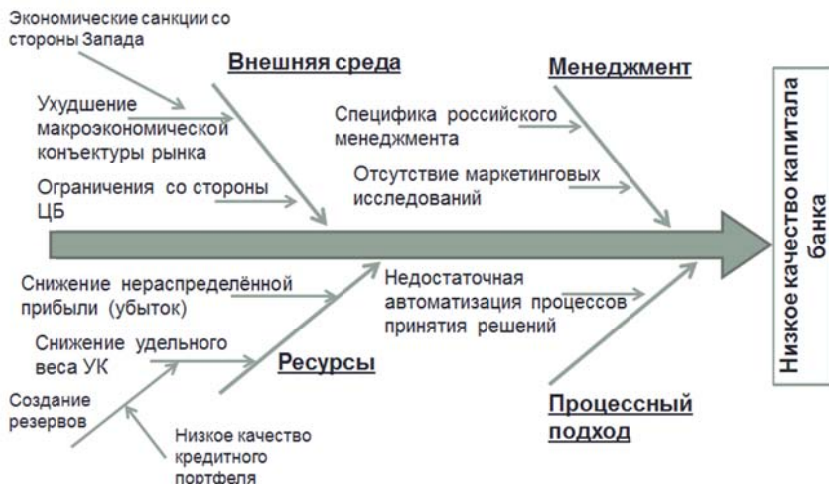 Экономические санкции со
стороны Запада
Внешняя среда
Менеджмент
Ухудшение
макроэкономической
конъектуры рынка
Специфика российского
менеджмента
Ограничения со стороны
ЦБ
Отсутствие маркетинговых
исследований
Низкое качество капитала
банка
Снижение нераспределённой
прибыли (убыток)
Недостаточная
автоматизация процессов
принятия решений
Снижение удельного
веса УК
Ресурсы
Создание
резервов
Низкое качество
кредитного
портфеля
Процессный
подход